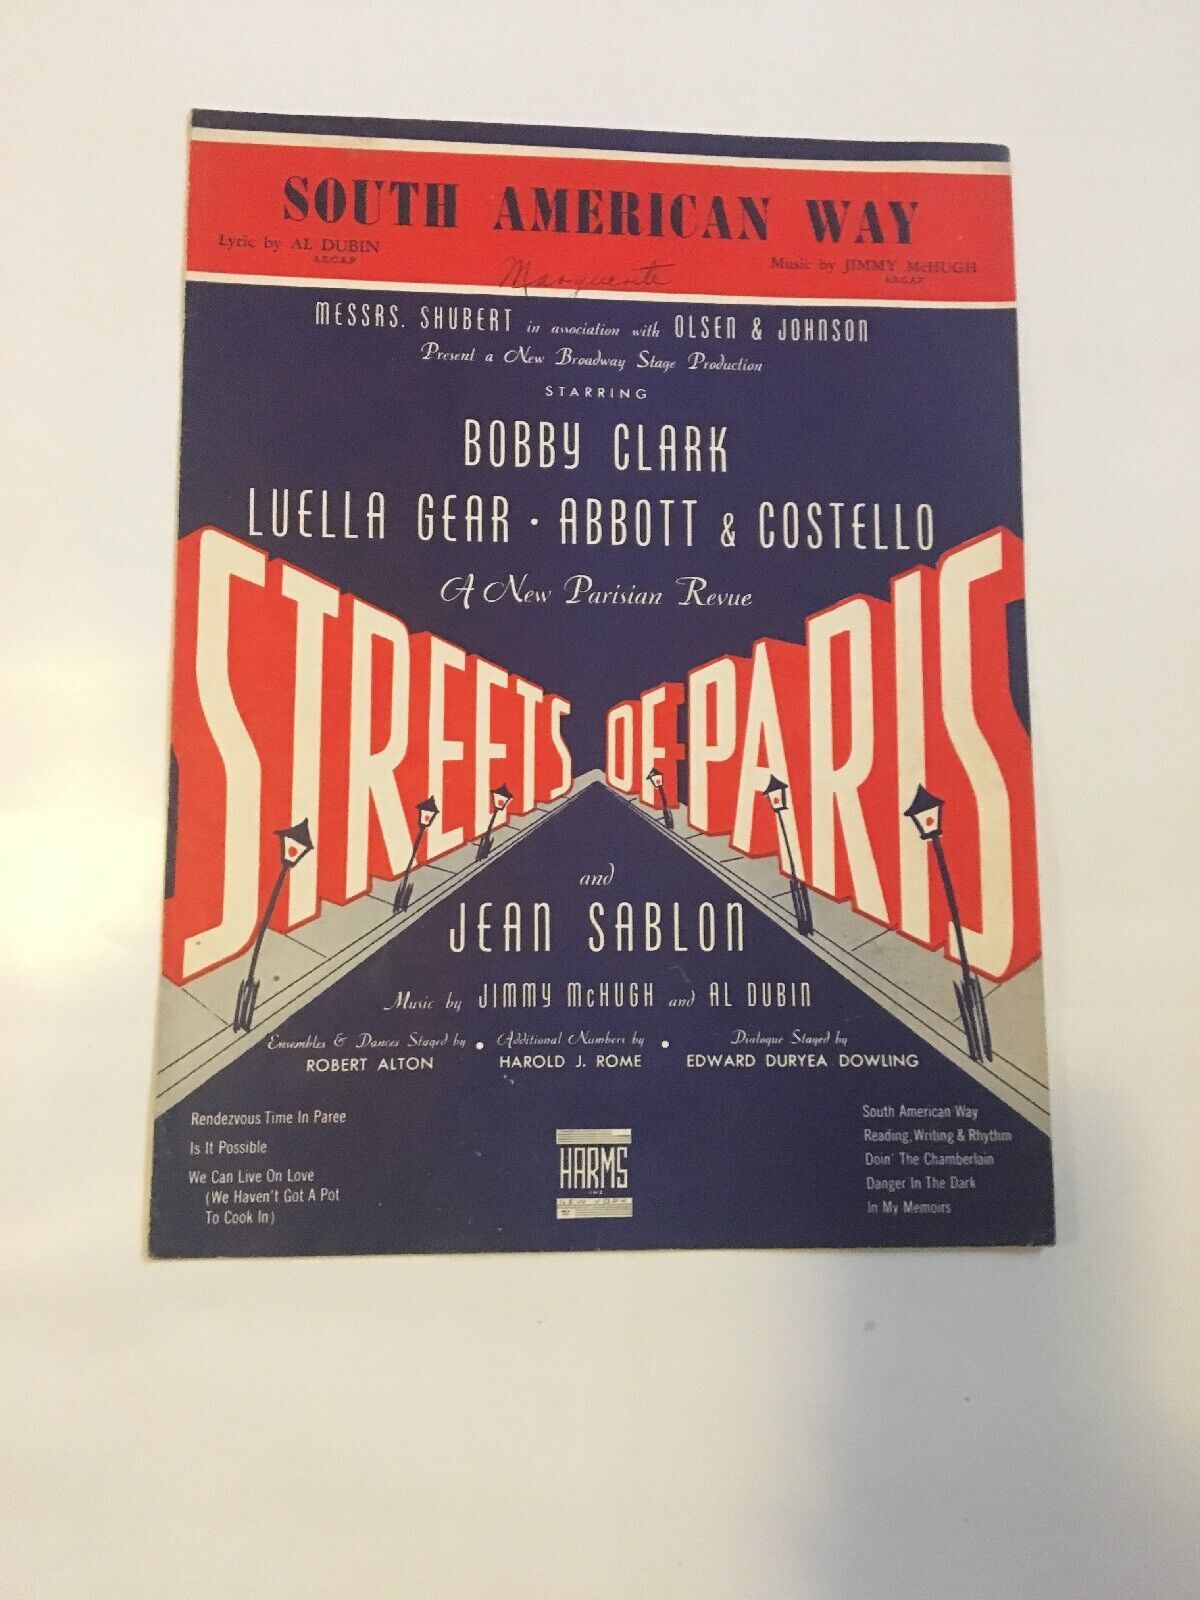 SOUTH AMERICAN WAY
Lyric by AL DUBIN
A.S.C.A.P.
Music by JIMMY McHUGH
A.S.C.A.P.
Marguerite
MESSRS. SHUBERT in association with OLSEN & JOHNSON
Present a New Broadway Stage Production
STARRING
BOBBY CLARK
LUELLA GEAR · ABBOTT & COSTELLO
A New Parisian Revue
STREETS OF PARIS
and
JEAN SABLON
Music by JIMMY McHUGH and AL DUBIN
Ensembles & Dances Staged by
ROBERT ALTON
• Additional Numbers by •
HAROLD J. ROME
Dialogue Staged by
EDWARD DURYEA DOWLING
Rendezvous Time In Paree
Is It Possible
We Can Live On Love
(We Haven't Got A Pot
To Cook In)
HARMS
INC
NEW YORK
South American Way
Reading, Writing & Rhythm
Doin' The Chamberlain
Danger In The Dark
In My Memoirs